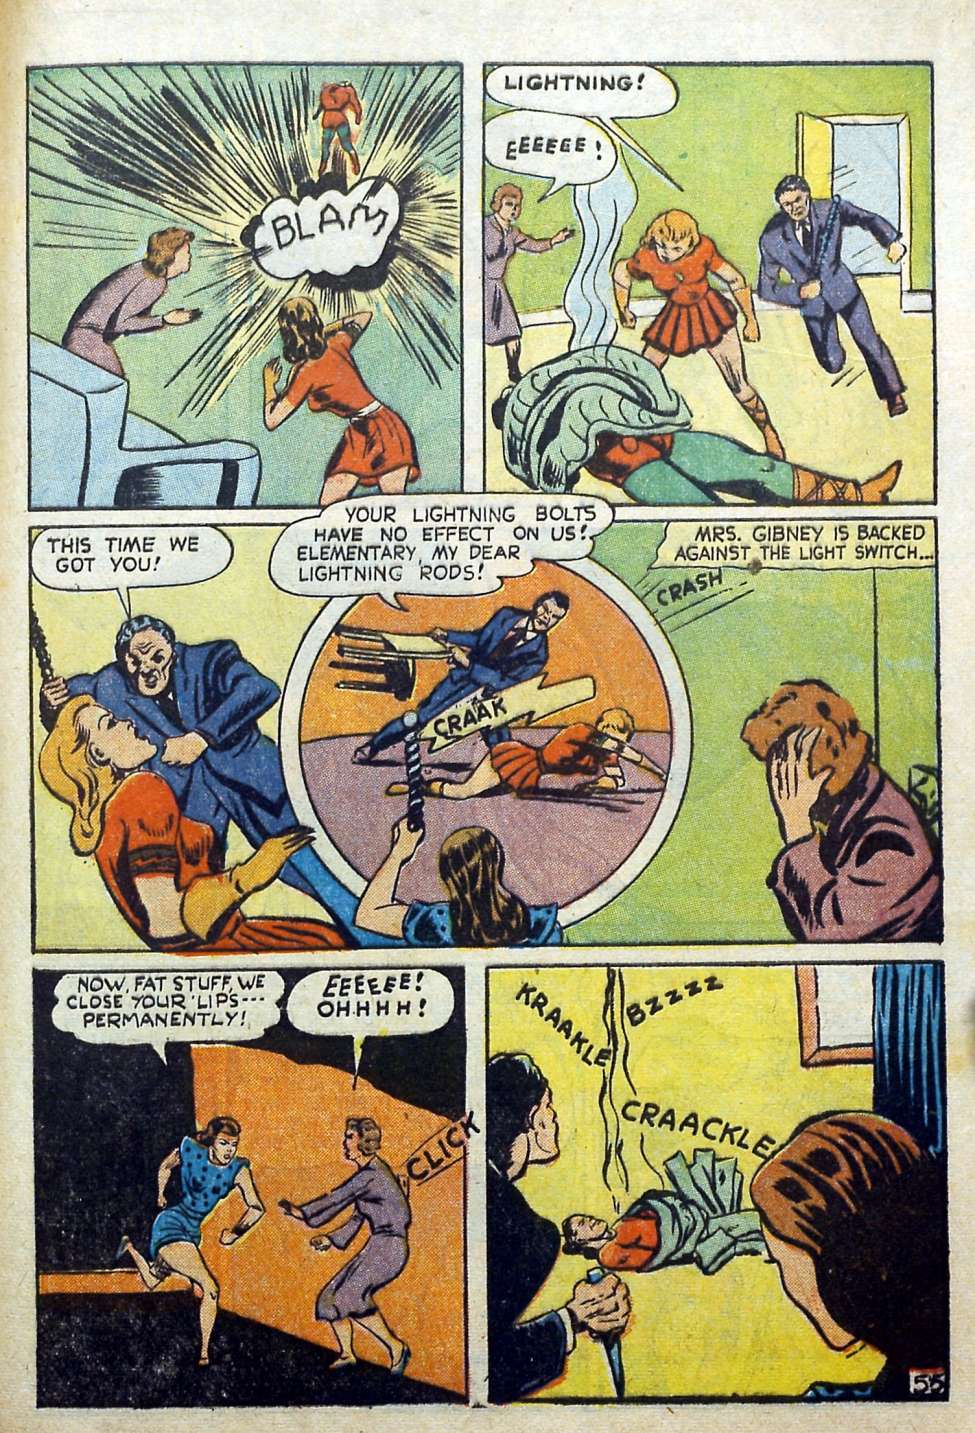 BLAM
LIGHTNING!
EEEEEE!
THIS TIME WE
GOT YOU!
YOUR LIGHTNING BOLTS
HAVE NO EFFECT ON US!
ELEMENTARY, MY DEAR
LIGHTNING RODS!
CRAAK
MRS. GIBNEY IS BACKED
AGAINST THE LIGHT SWITCH...
CRASH
NOW, FAT STUFF, WE
CLOSE YOUR LIPS---
PERMANENTLY!
EEEEEE!
OHHHH!
CLICK
KRAAKLE
BZZZZ
CRAACKLE
55